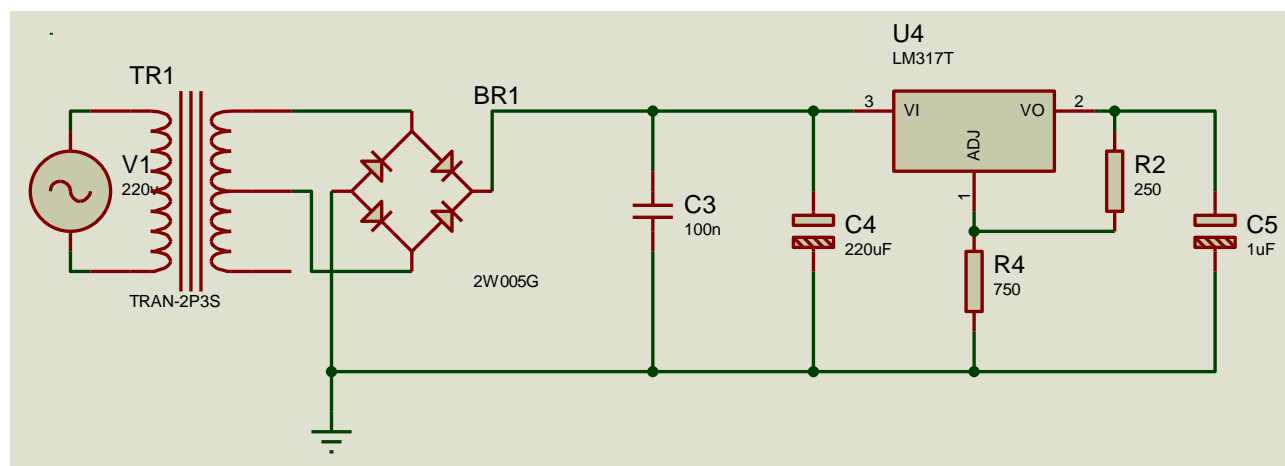 U4
LM317T
TR1
BR1
3
VI
VO
2
ADJ
1
V1
220v
R2
250
C3
100n
C4
220uF
C5
1uF
R4
750
TRAN-2P3S
2W005G